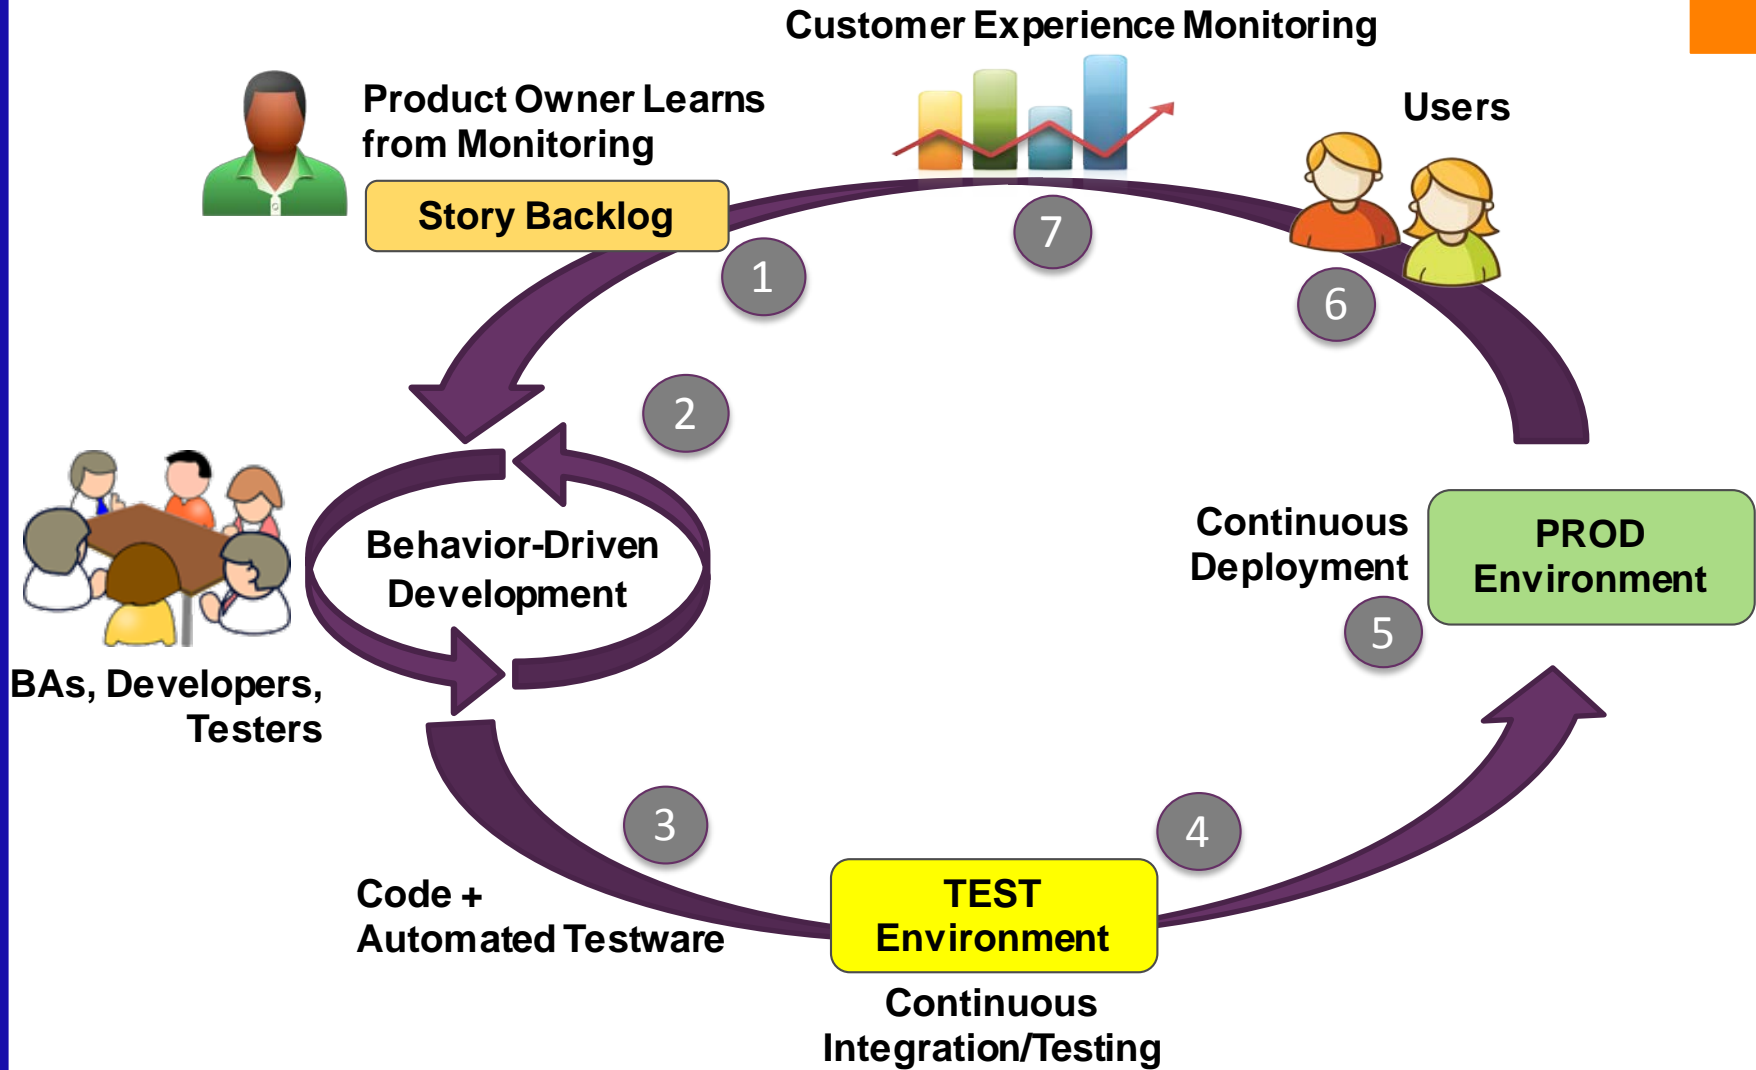 Customer Experience Monitoring
Product Owner Learns
from Monitoring
Users
Story Backlog
7
1
6
2
Behavior-Driven
Development
Continuous
Deployment
PROD
Environment
5
BAs, Developers,
Testers
3
4
Code +
Automated Testware
TEST
Environment
Continuous
Integration/Testing